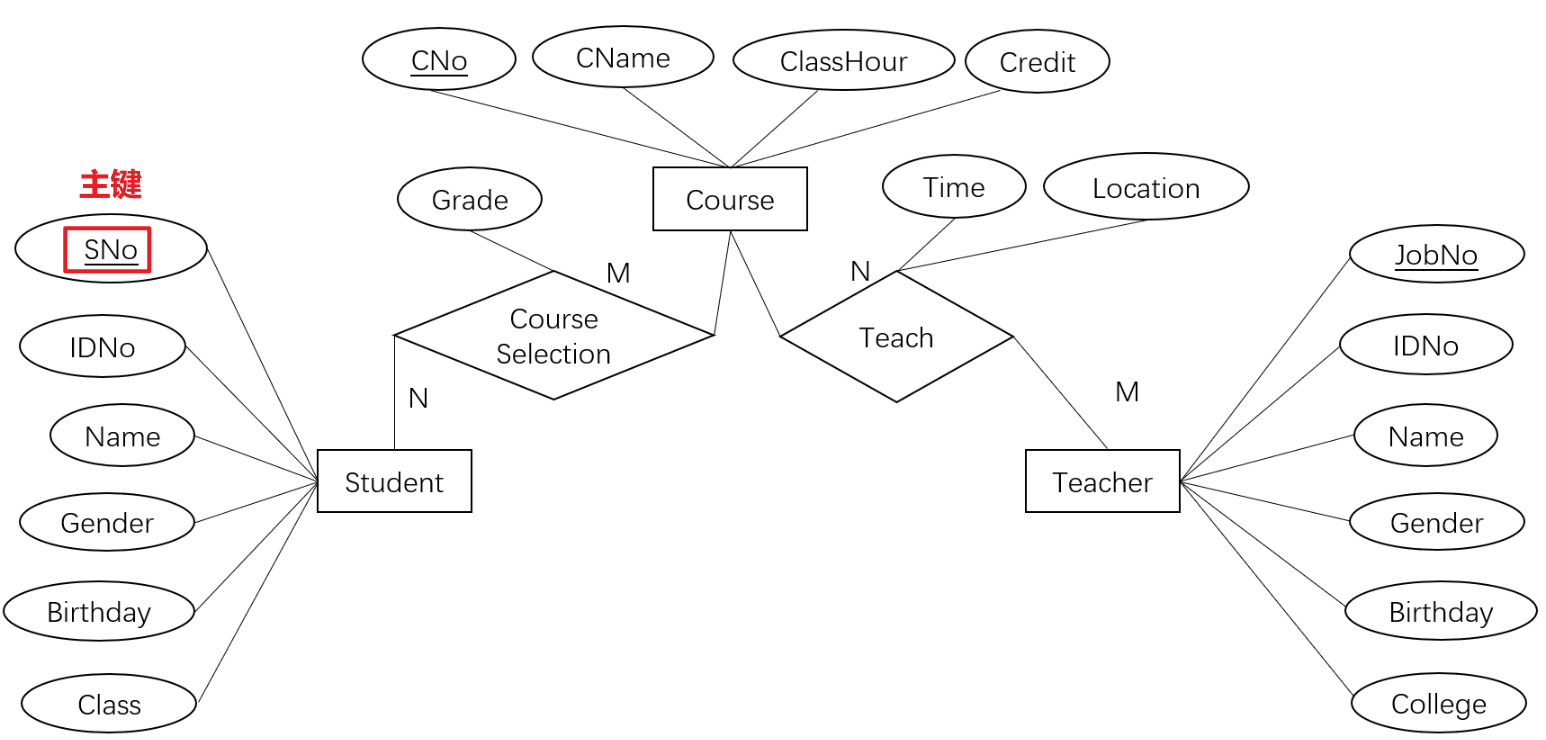 CNo
CName
ClassHour
Credit
主键
Grade
Course
Time
Location
SNo
M
N
JobNo
Course
Selection
Teach
IDNo
IDNo
N
M
Name
Name
Student
Teacher
Gender
Gender
Birthday
Birthday
Class
College